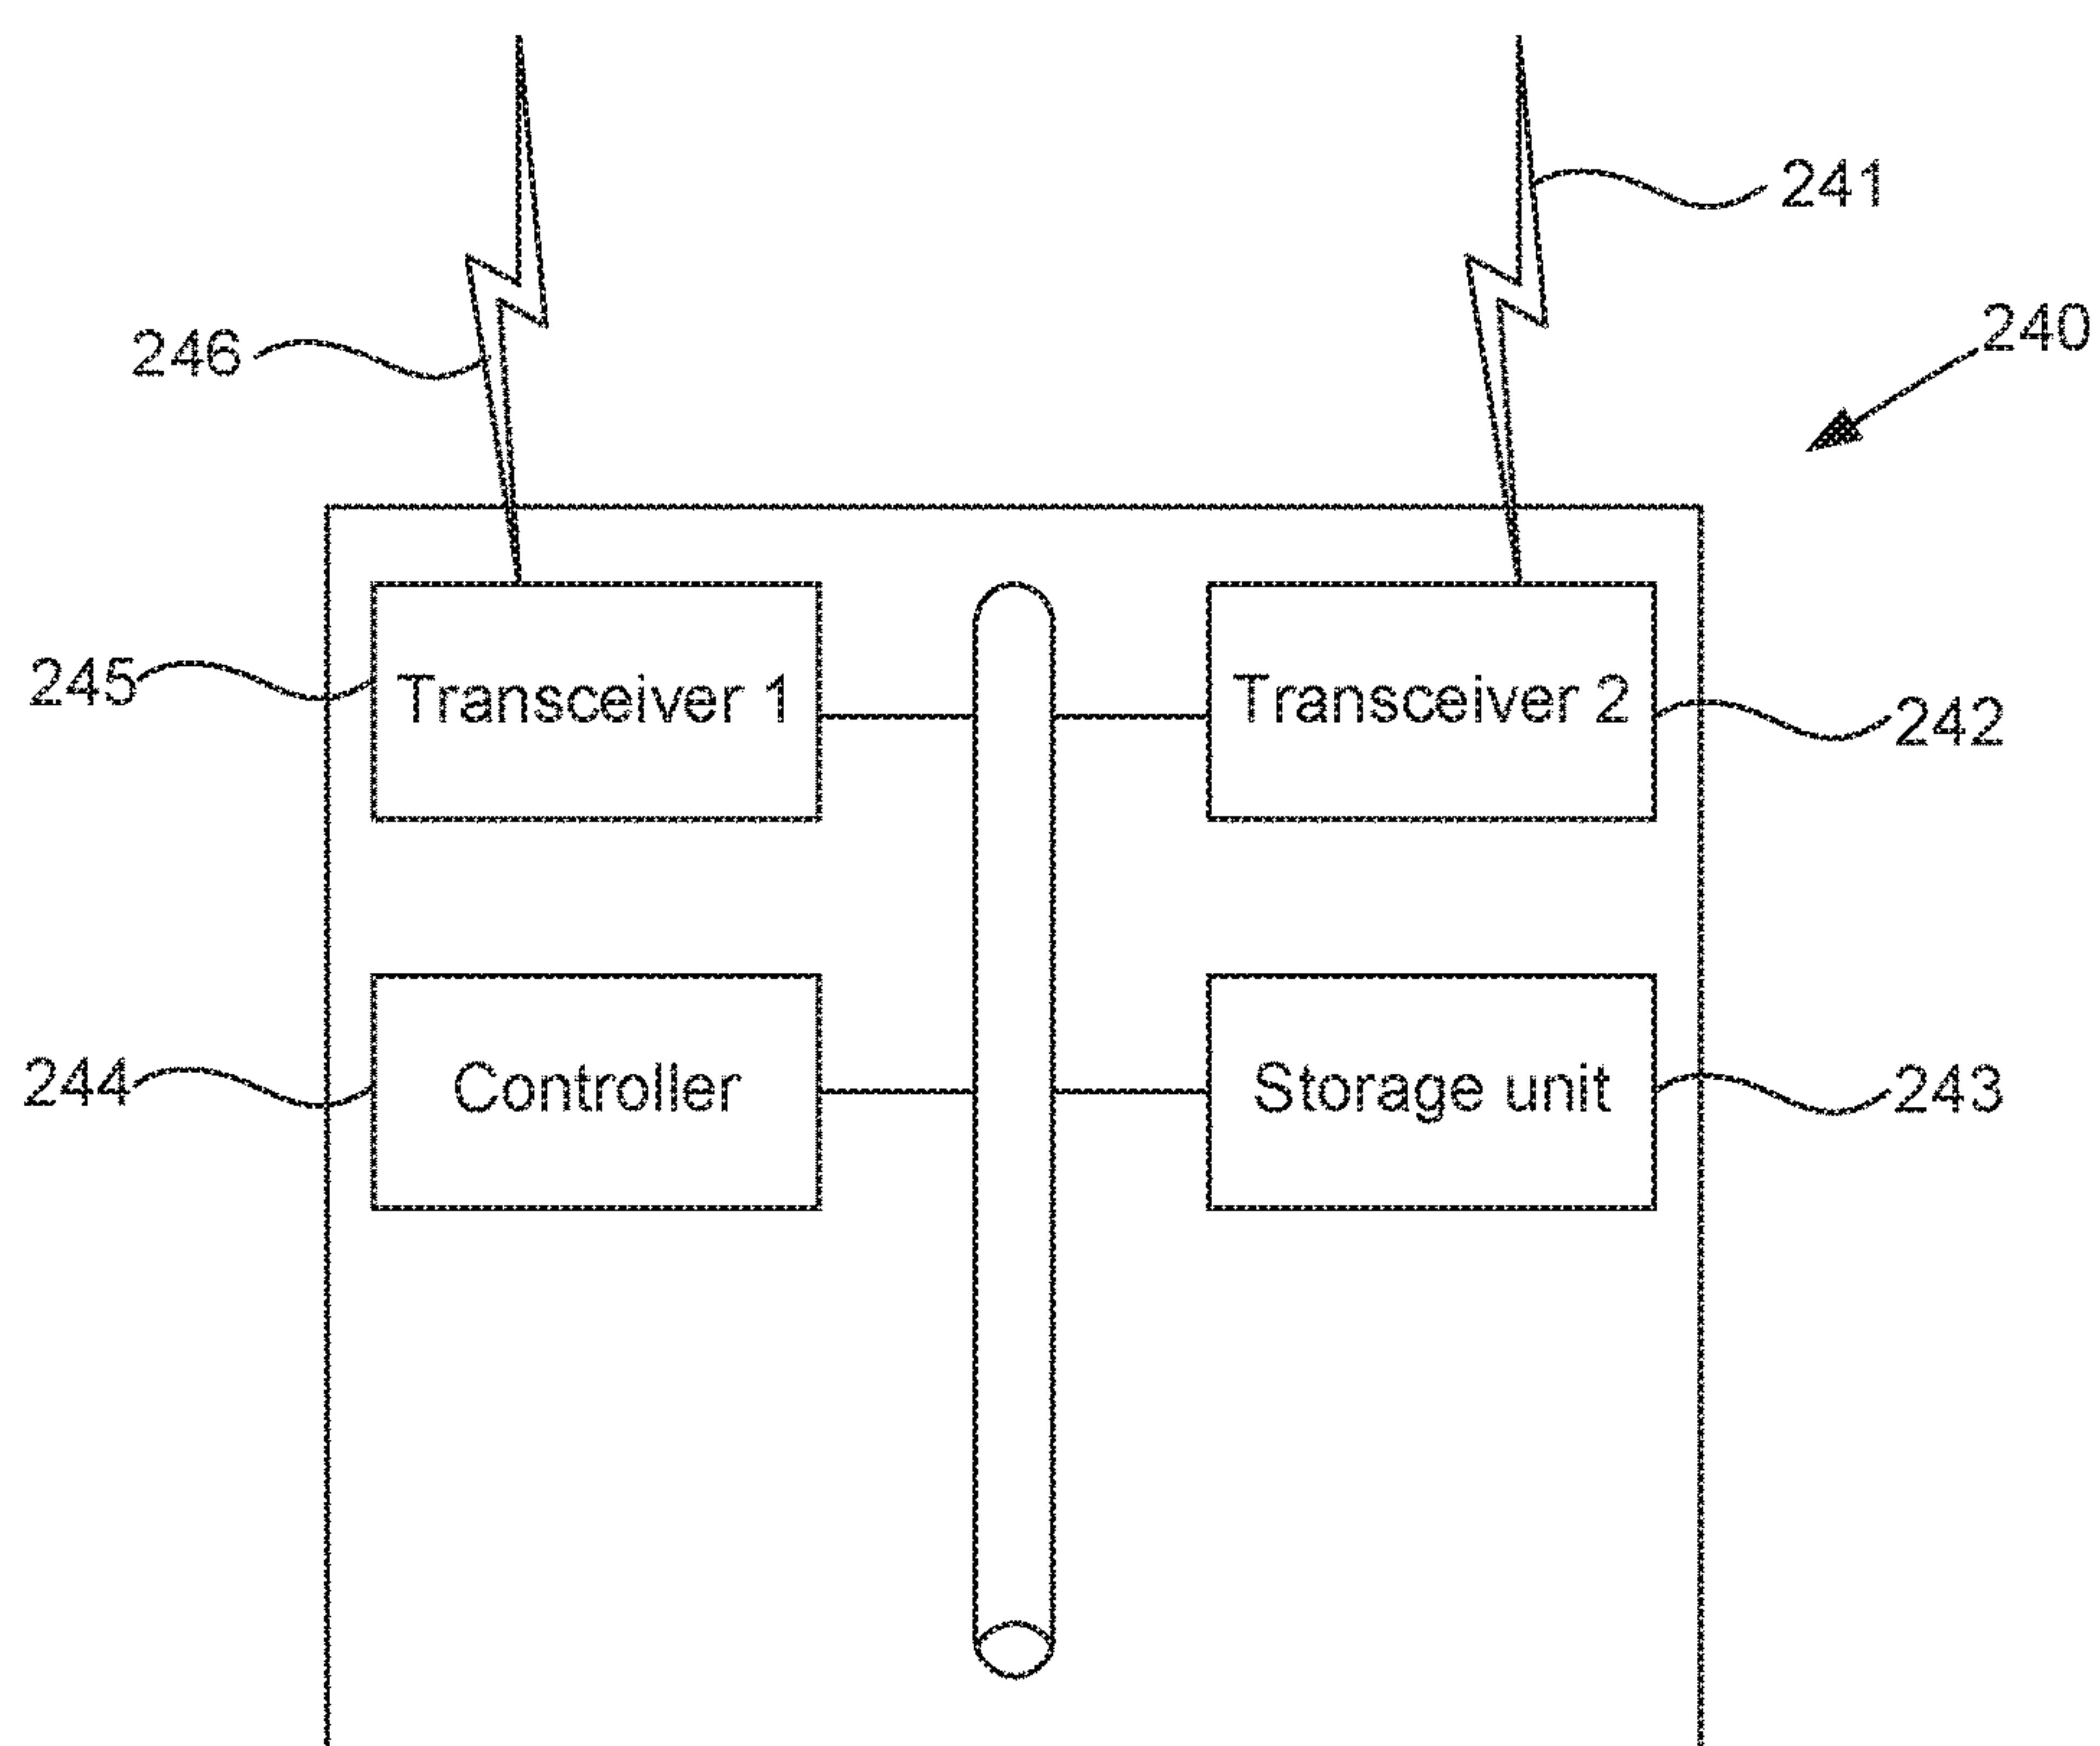 241
240
246
245
Transceiver 1
Transceiver 2
242
244
Controller
Storage unit
243